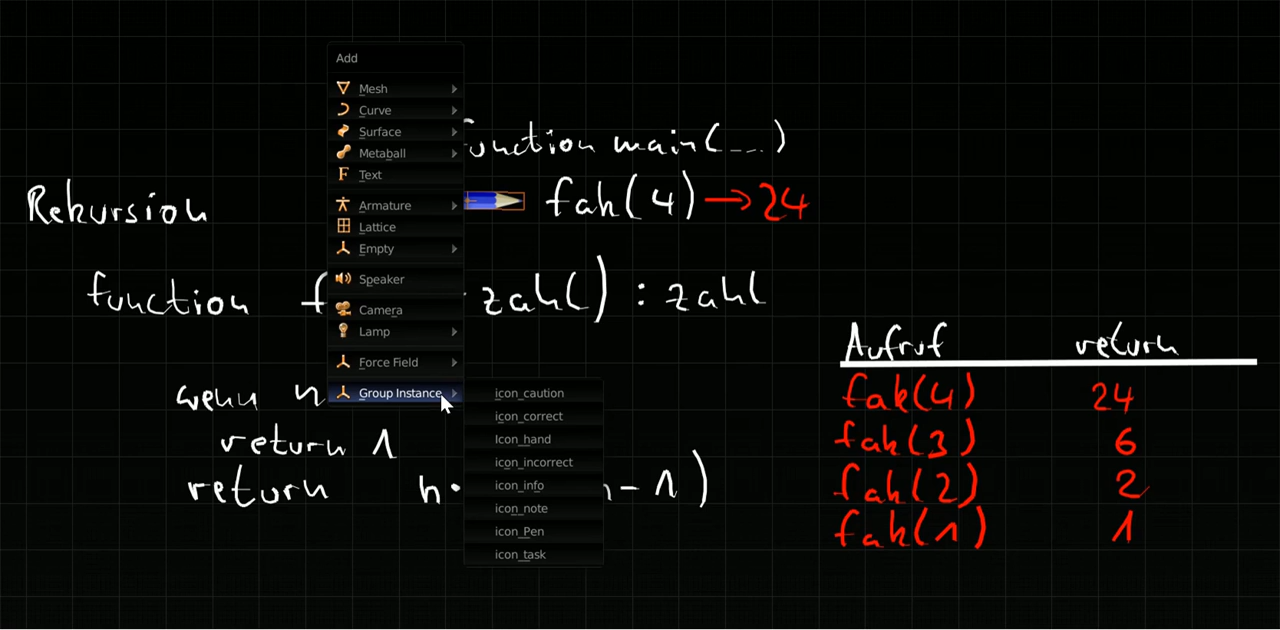 Add
Mesh
Curve
Surface
Metaball
Text
Armature
Lattice
Empty
Speaker
Camera
Lamp
Force Field
Group Instance
icon_caution
icon_correct
Icon_hand
icon_incorrect
icon_info
icon_note
icon_Pen
icon_task
function main(...)
Rekursion
fak(4) → 24
function f zahl) : zahl
wenn n
return 1
return n· n-1)
Aufruf return
fak(4) 24
fak(3) 6
fak(2) 2
fak(1) 1